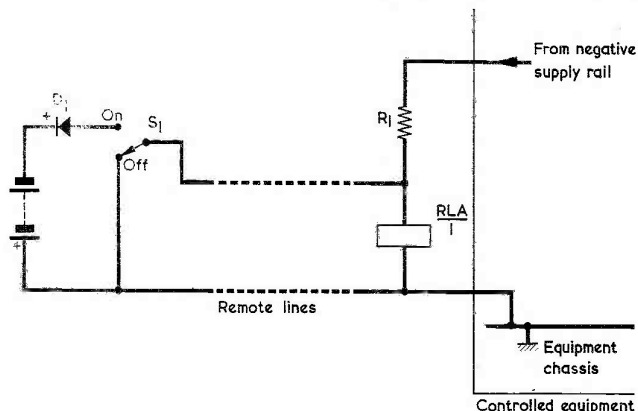 From negative
supply rail
+ D1
On
S1
R1
Off
RLA
1
+
Remote lines
Equipment
chassis
Controlled equipment